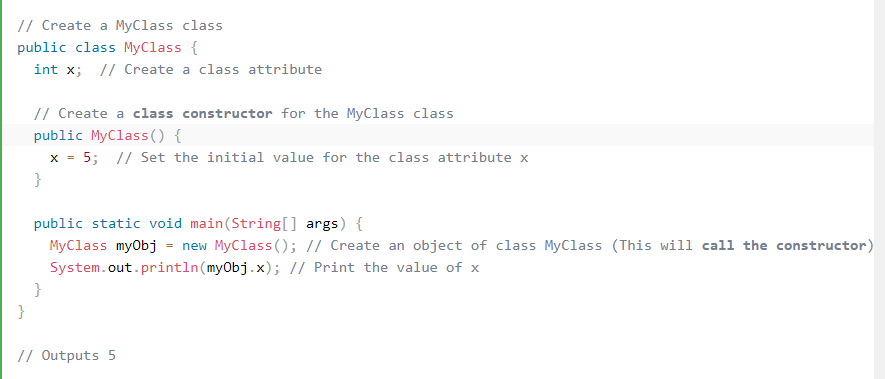 // Create a MyClass class
public class MyClass {
  int x;  // Create a class attribute

  // Create a class constructor for the MyClass class
  public MyClass() {
    x = 5;  // Set the initial value for the class attribute x
  }

  public static void main(String[] args) {
    MyClass myObj = new MyClass(); // Create an object of class MyClass (This will call the constructor)
    System.out.println(myObj.x); // Print the value of x
  }
}

// Outputs 5